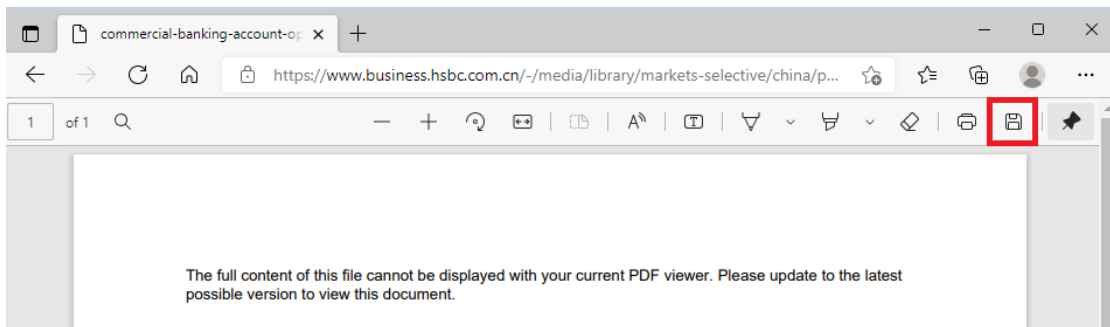 commercial-banking-account-op
https://www.business.hsbc.com.cn/-/media/library/markets-selective/china/p...
1 of 1
The full content of this file cannot be displayed with your current PDF viewer. Please update to the latest
possible version to view this document.